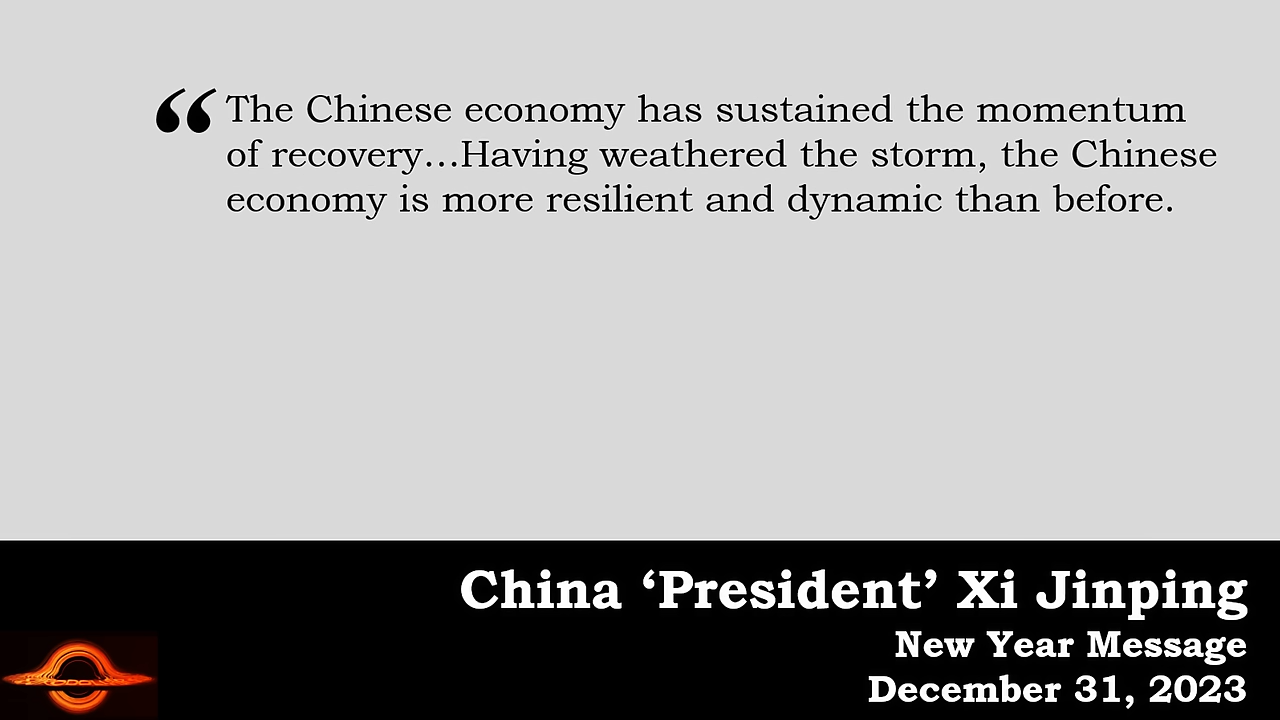 “The Chinese economy has sustained the momentum
of recovery...Having weathered the storm, the Chinese
economy is more resilient and dynamic than before.
China ‘President’ Xi Jinping
New Year Message
December 31, 2023